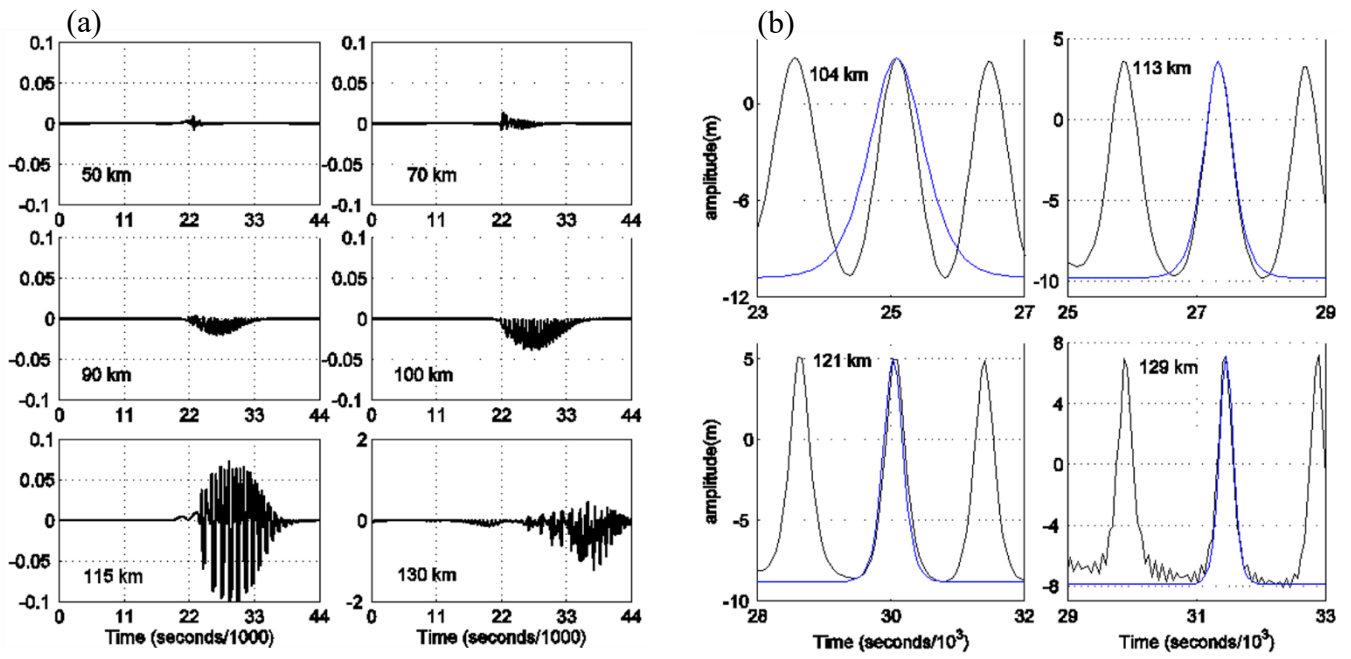 (a)
0.1
0.05
0
-0.05
-0.1
50 km
0 11 22 33 44
0.1
0.05
0
-0.05
-0.1
70 km
0 11 22 33 44
0.1
0.05
0
-0.05
0.1
90 km
0 11 22 33 44
0.1
0.05
0
-0.05
0.1
100 km
0 11 22 33 44
0.1
0.05
0
-0.05
-0.1
115 km
0 11 22 33 44
Time (seconds/1000)
2
0
-2
130 km
0 11 22 33 44
Time (seconds/1000)
(b)
amplitude(m)
0
-6
-12
104 km
23 25 27
5
0
-5
-10
113 km
25 27 29
amplitude(m)
5
0
-5
-10
121 km
28 30 32
Time (seconds/10³)
8
4
0
-4
-8
129 km
29 31 33
Time (seconds/10³)